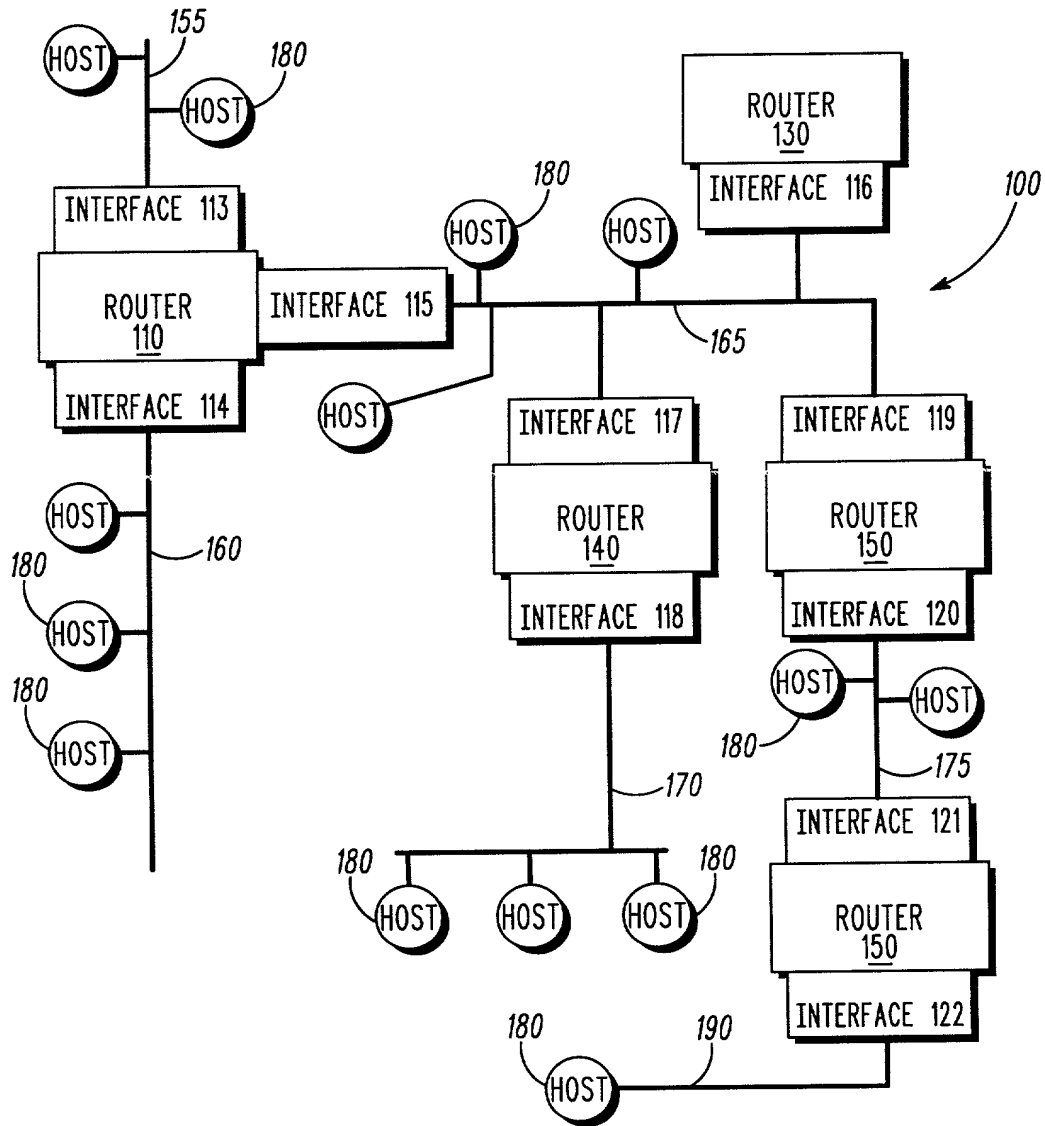 HOST
155
180
HOST
ROUTER
130
INTERFACE 116
100
INTERFACE 113
180
HOST
HOST
ROUTER
110
INTERFACE 115
165
INTERFACE 114
HOST
INTERFACE 117
INTERFACE 119
HOST
160
ROUTER
140
ROUTER
150
180
HOST
INTERFACE 118
INTERFACE 120
180
HOST
HOST
HOST
180
175
170
INTERFACE 121
180
HOST
HOST
180
HOST
ROUTER
150
INTERFACE 122
180
HOST
190